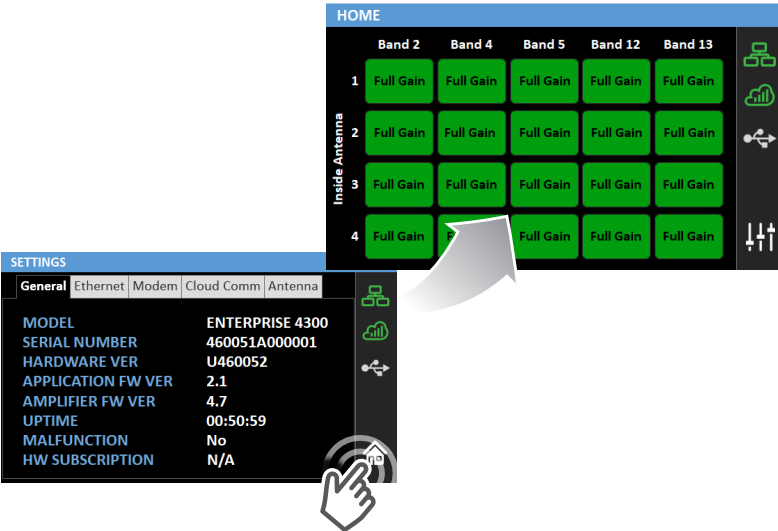 HOME
Band 2 Band 4 Band 5 Band 12 Band 13
Inside Antenna
1 Full Gain Full Gain Full Gain Full Gain Full Gain
2 Full Gain Full Gain Full Gain Full Gain Full Gain
3 Full Gain Full Gain Full Gain Full Gain Full Gain
4 Full Gain F Full Gain Full Gain Full Gain
SETTINGS
General Ethernet Modem Cloud Comm Antenna
MODEL ENTERPRISE 4300
SERIAL NUMBER 460051A000001
HARDWARE VER U460052
APPLICATION FW VER 2.1
AMPLIFIER FW VER 4.7
UPTIME 00:50:59
MALFUNCTION No
HW SUBSCRIPTION N/A